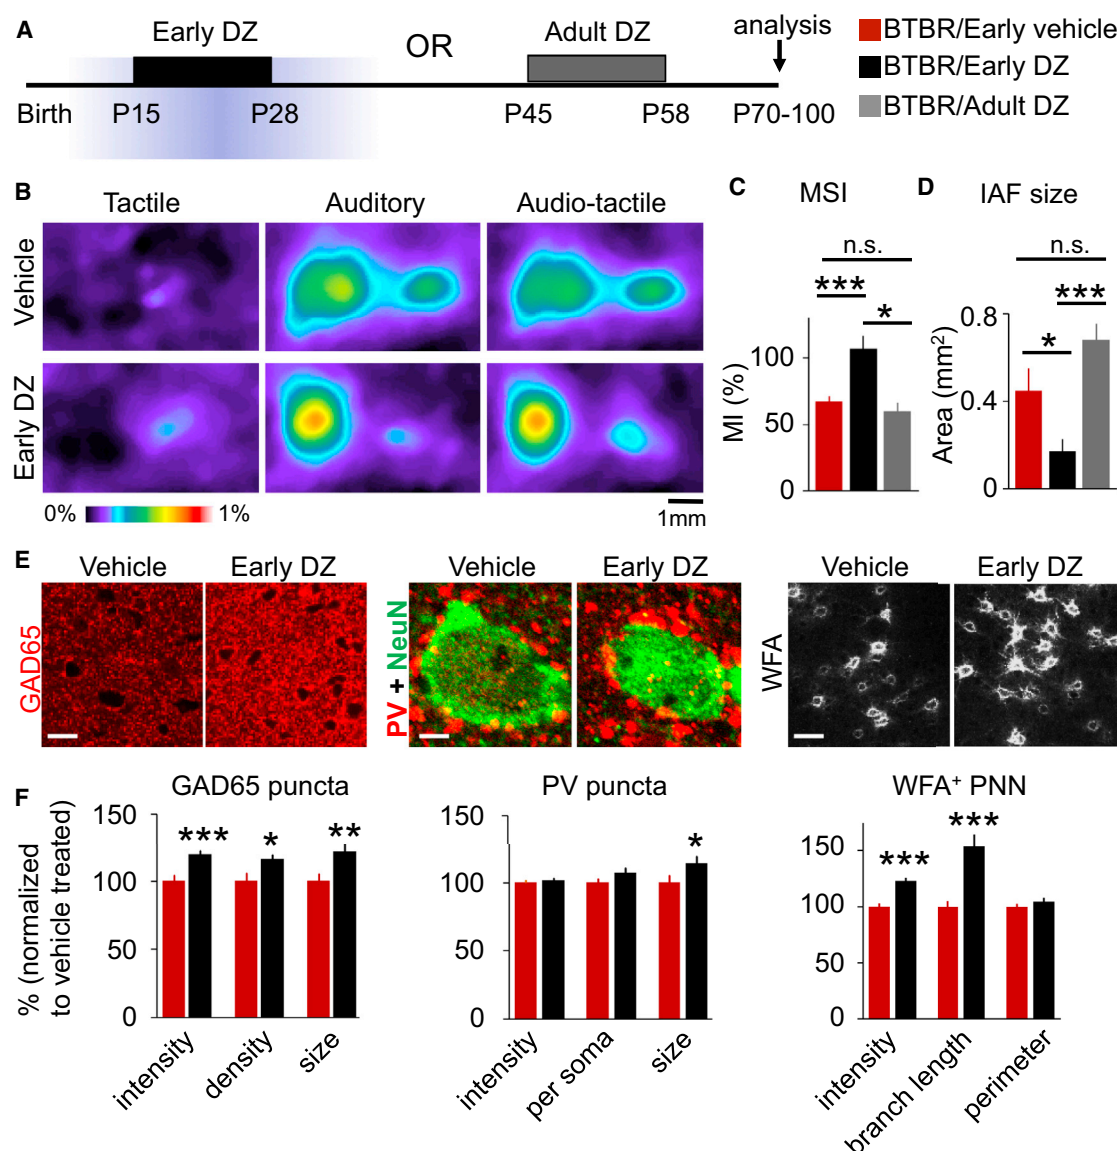 A
Early DZ
OR
Adult DZ
analysis
Birth
P15
P28
P45
P58
P70-100
BTBR/Early vehicle
BTBR/Early DZ
BTBR/Adult DZ
B
Tactile
Auditory
Audio-tactile
Vehicle
Early DZ
0%
1%
1mm
C
MSI
n.s.
***
*
MI (%)
100
50
0
D
IAF size
n.s.
***
*
Area (mm²)
0.8
0.4
0
E
Vehicle
Early DZ
GAD65
Vehicle
Early DZ
PV + NeuN
Vehicle
Early DZ
WFA
F
% (normalized
to vehicle treated)
GAD65 puncta
150
100
50
0
***
*
**
intensity
density
size
PV puncta
150
100
50
0
*
intensity
per soma
size
WFA⁺ PNN
150
100
50
0
***
***
intensity
branch length
perimeter